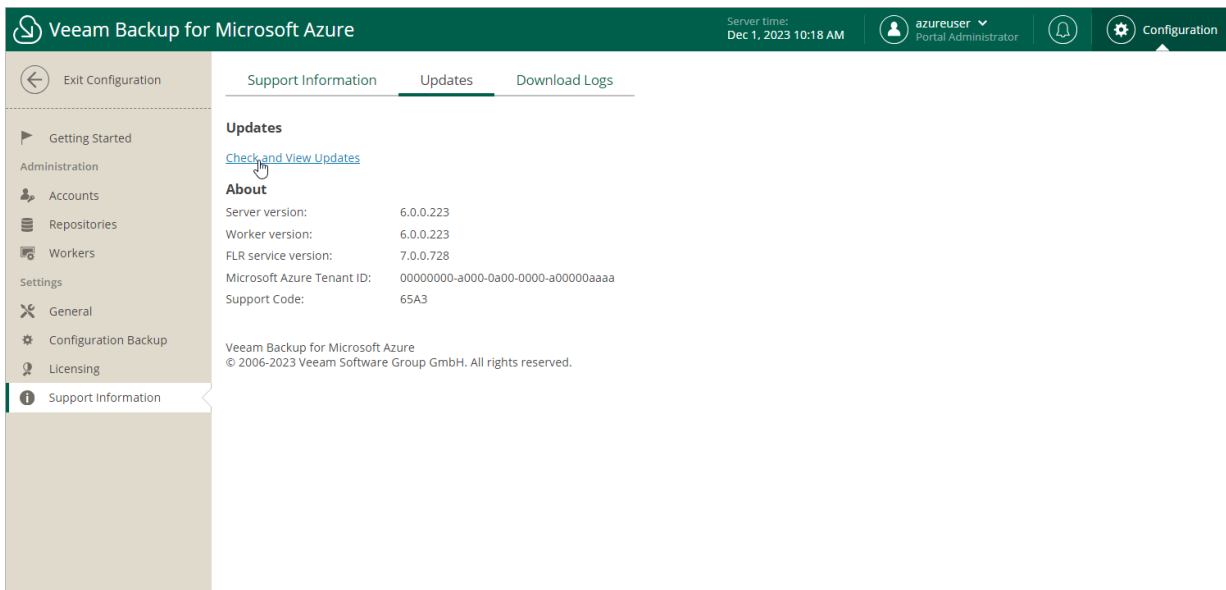 Veeam Backup for Microsoft Azure
Server time:
Dec 1, 2023 10:18 AM
azureuser
Portal Administrator
Configuration
Exit Configuration
Getting Started
Administration
Accounts
Repositories
Workers
Settings
General
Configuration Backup
Licensing
Support Information
Support Information Updates Download Logs
Updates
Check and View Updates
About
Server version: 6.0.0.223
Worker version: 6.0.0.223
FLR service version: 7.0.0.728
Microsoft Azure Tenant ID: 00000000-a000-0a00-0000-a00000aaaa
Support Code: 65A3
Veeam Backup for Microsoft Azure
© 2006-2023 Veeam Software Group GmbH. All rights reserved.